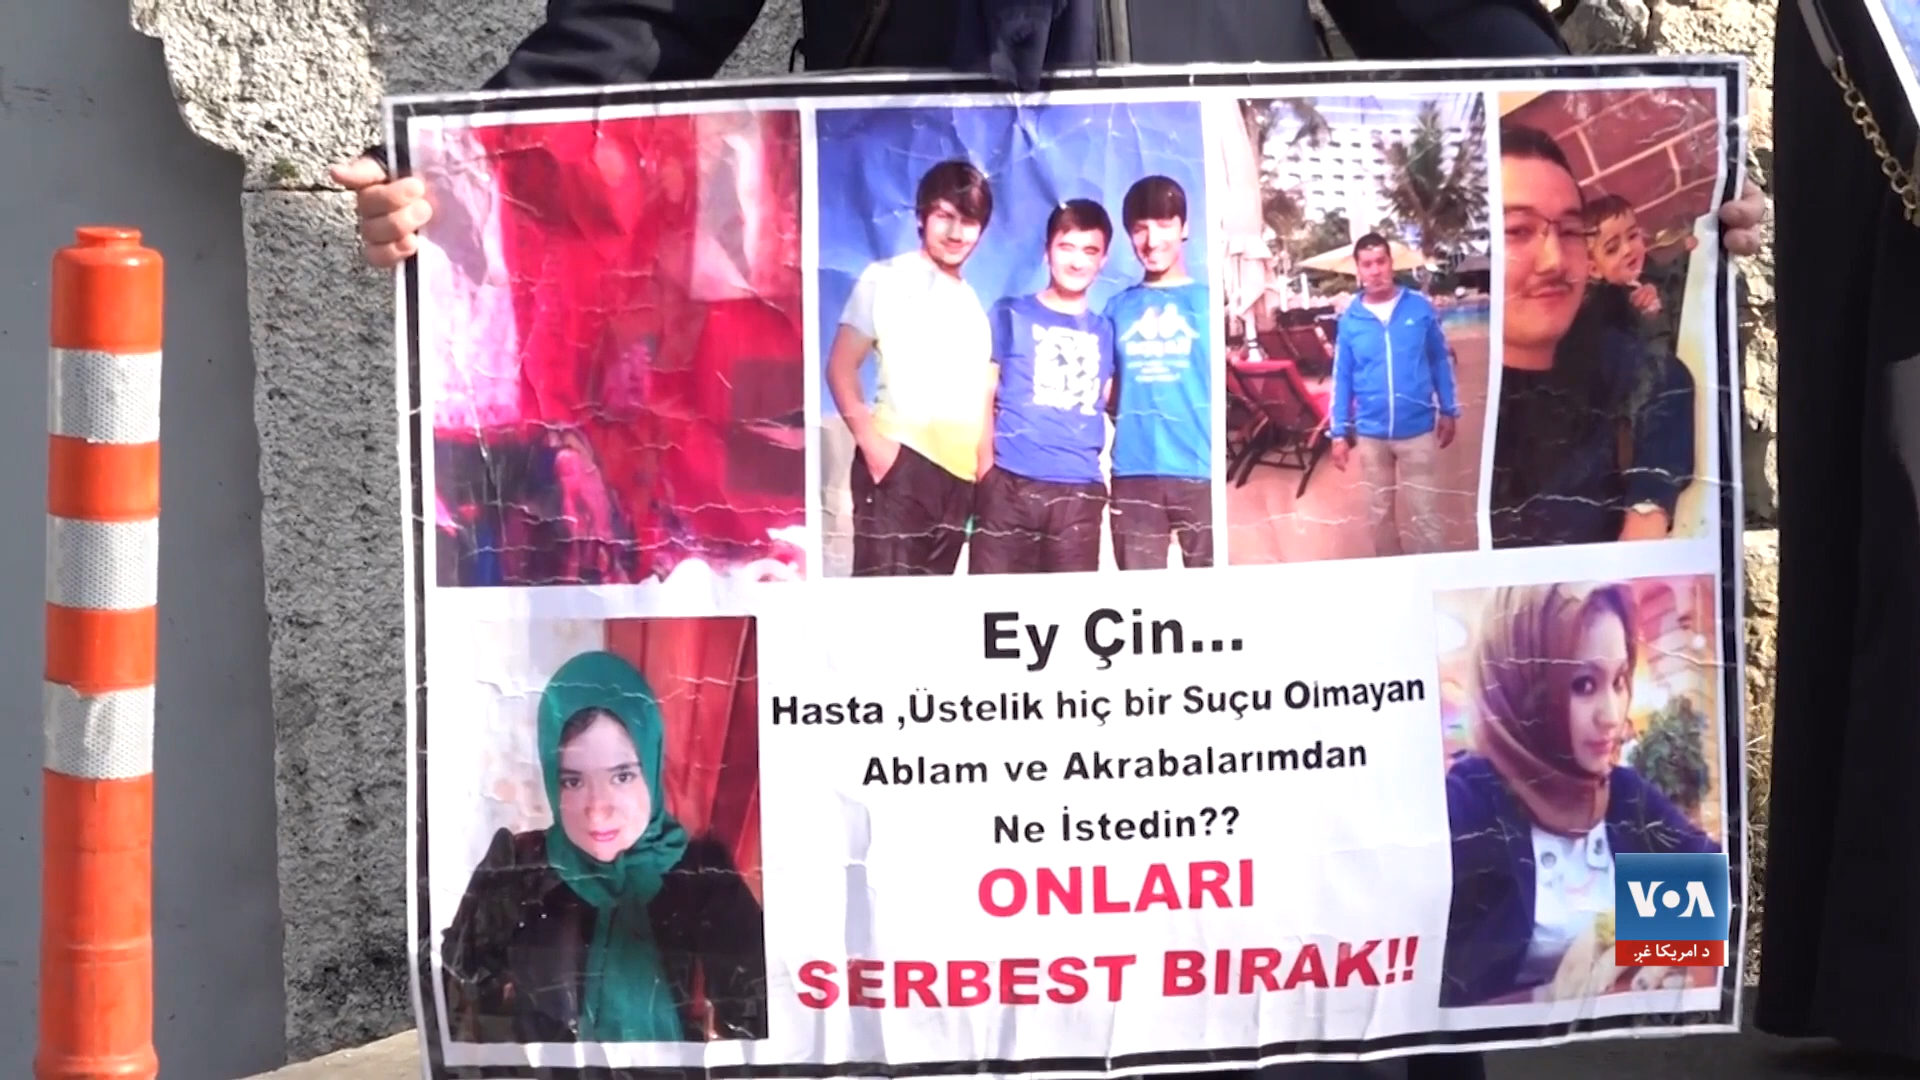 Ey Çin...
Hasta ,Üstelik hiç bir Suçu Olmayan
Ablam ve Akrabalarımdan
Ne İstedin??
ONLARI
SERBEST BIRAK!!
VOA
د امریکا غږ